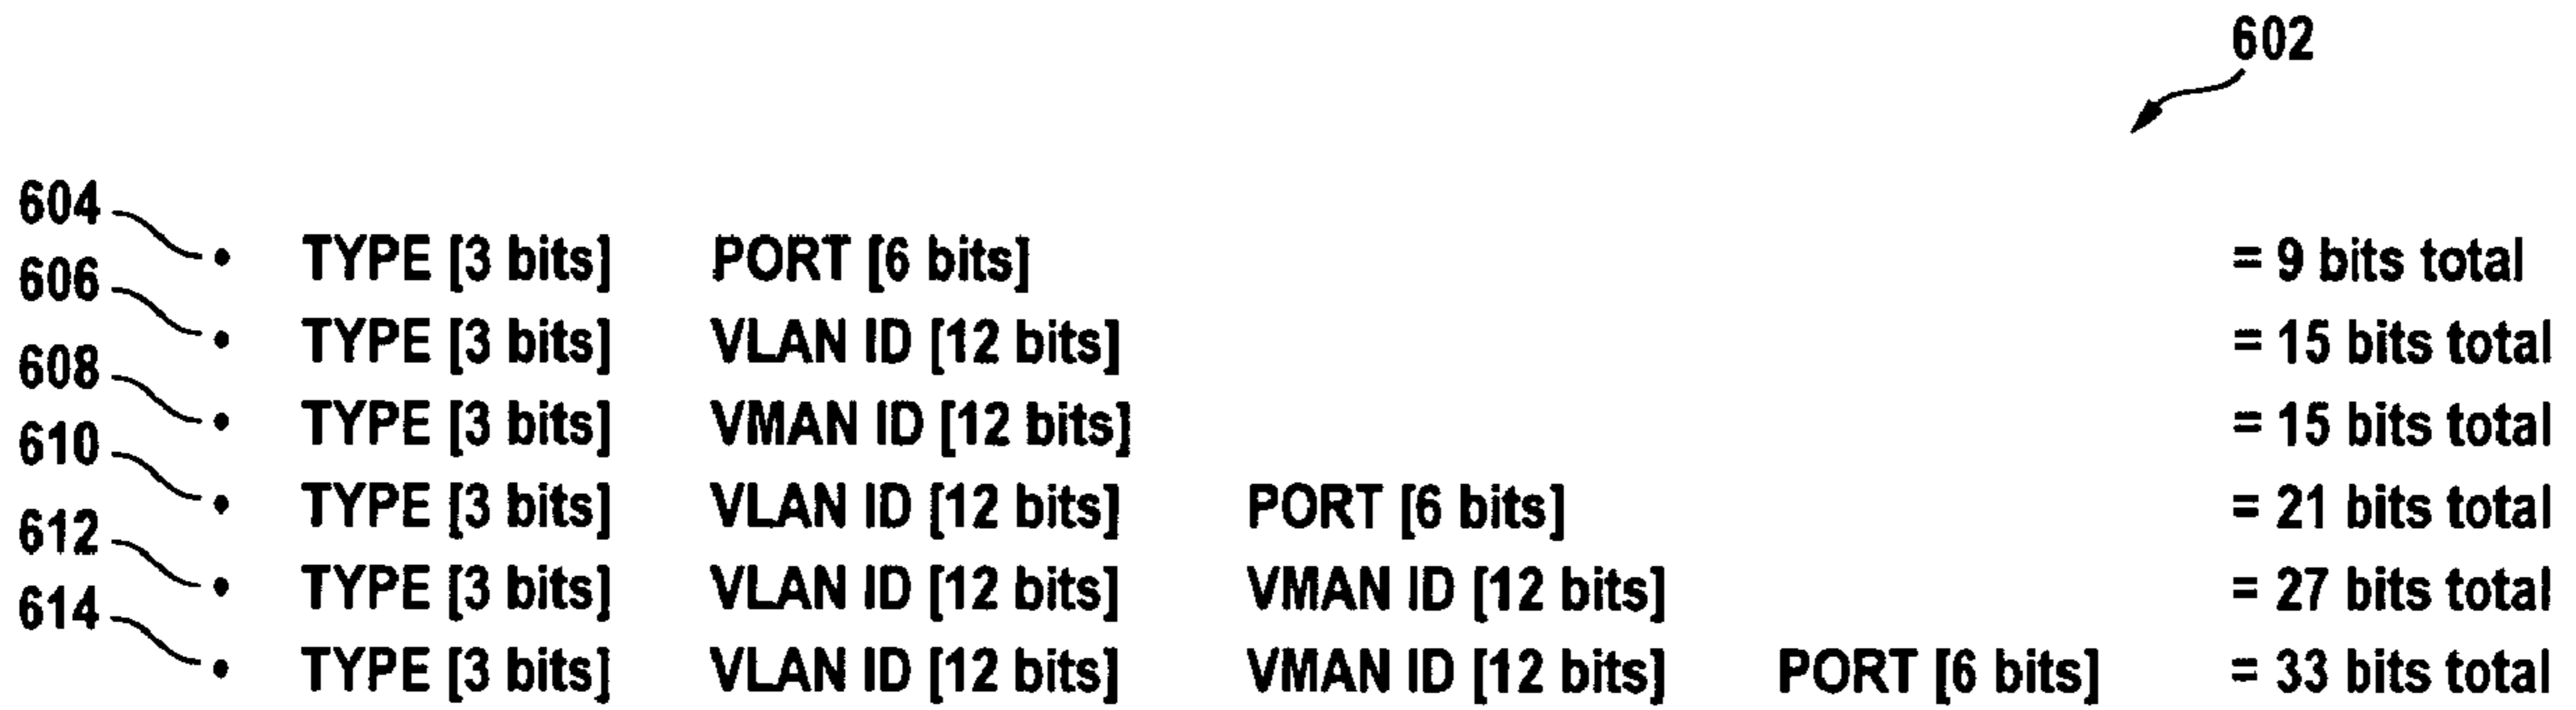 602
604 • TYPE [3 bits] PORT [6 bits] = 9 bits total
606 • TYPE [3 bits] VLAN ID [12 bits] = 15 bits total
608 • TYPE [3 bits] VMAN ID [12 bits] = 15 bits total
610 • TYPE [3 bits] VLAN ID [12 bits] PORT [6 bits] = 21 bits total
612 • TYPE [3 bits] VLAN ID [12 bits] VMAN ID [12 bits] = 27 bits total
614 • TYPE [3 bits] VLAN ID [12 bits] VMAN ID [12 bits] PORT [6 bits] = 33 bits total